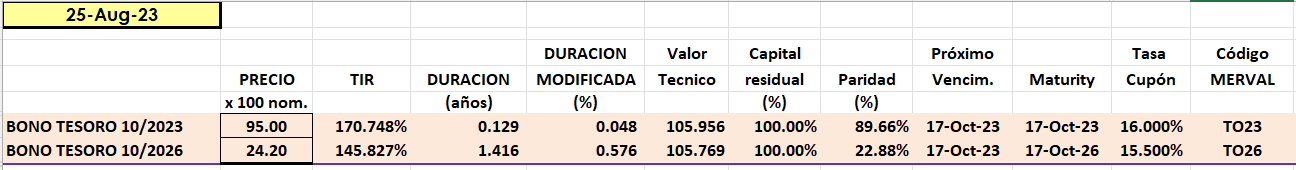 25-Aug-23
DURACION Valor Capital Próximo Tasa Código
PRECIO TIR DURACION MODIFICADA Tecnico residual Paridad Vencim. Maturity Cupón MERVAL
x 100 nom. (años) (%) (%) (%)
BONO TESORO 10/2023 95.00 170.748% 0.129 0.048 105.956 100.00% 89.66% 17-Oct-23 17-Oct-23 16.000% TO23
BONO TESORO 10/2026 24.20 145.827% 1.416 0.576 105.769 100.00% 22.88% 17-Oct-23 17-Oct-26 15.500% TO26